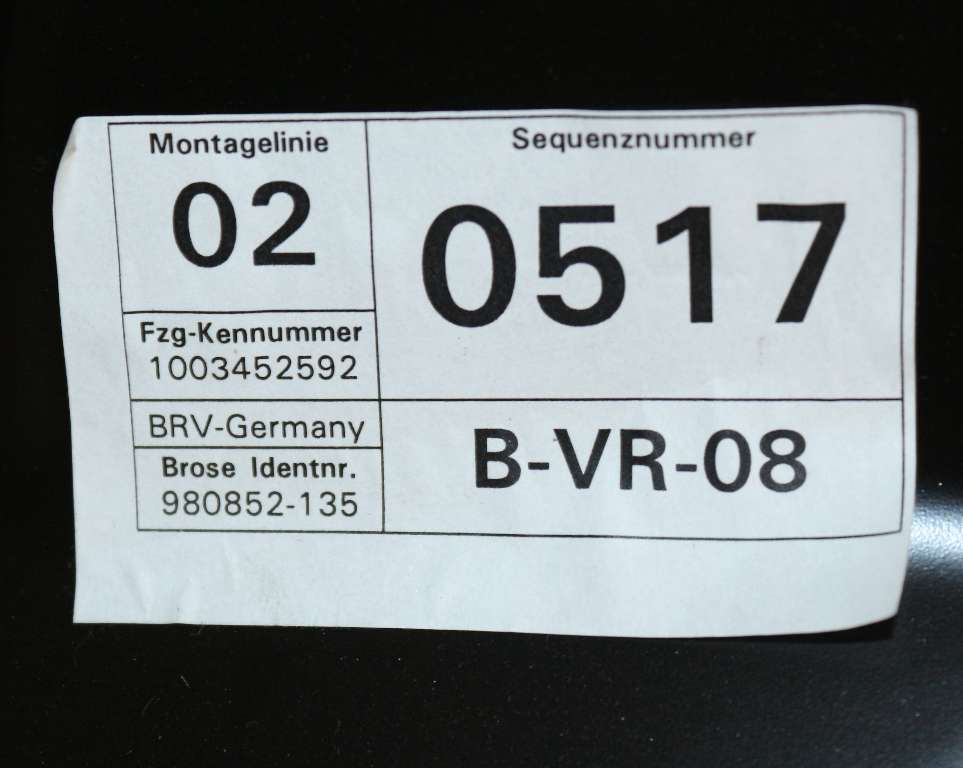 Montagelinie
02
Sequenznummer
0517
Fzg-Kennummer
1003452592
BRV-Germany
Brose Identnr.
980852-135
B-VR-08